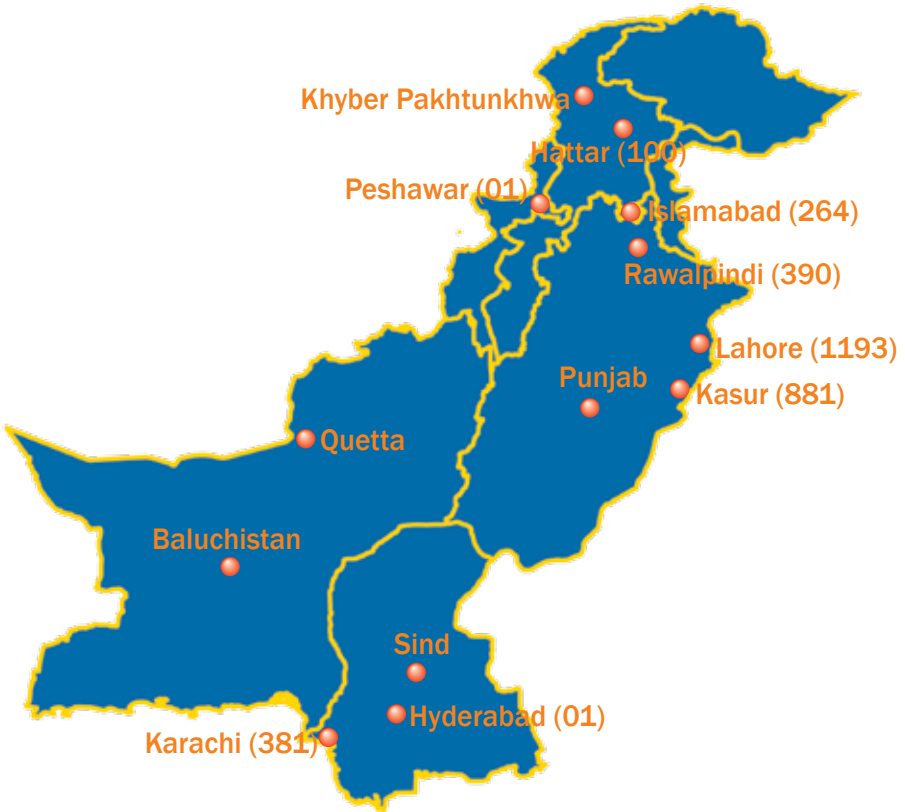 Khyber Pakhtunkhwa
Hattar (100)
Peshawar (01)
Islamabad (264)
Rawalpindi (390)
Lahore (1193)
Punjab
Kasur (881)
Quetta
Baluchistan
Sind
Hyderabad (01)
Karachi (381)